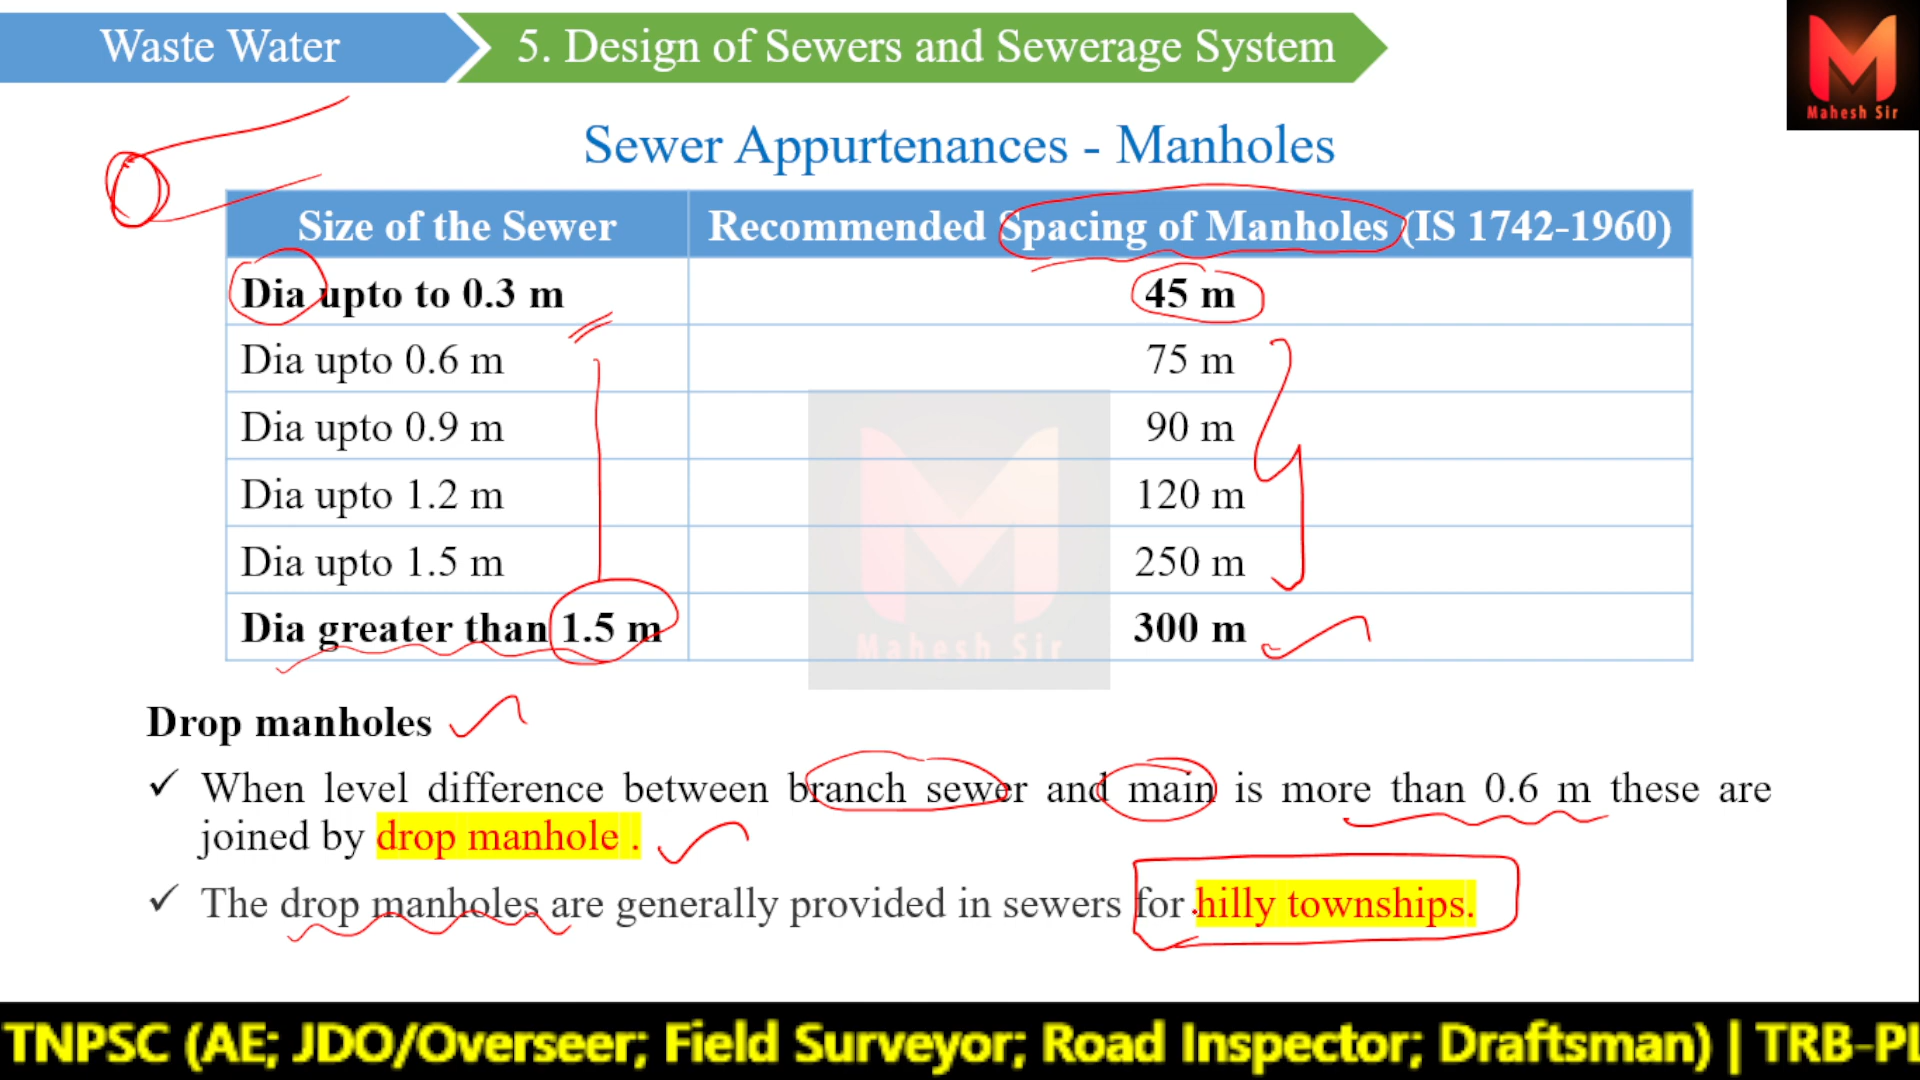 Waste Water
5. Design of Sewers and Sewerage System
Mahesh Sir
Sewer Appurtenances - Manholes
Size of the Sewer Recommended Spacing of Manholes (IS 1742-1960)
Dia upto to 0.3 m 45 m
Dia upto 0.6 m 75 m
Dia upto 0.9 m 90 m
Dia upto 1.2 m 120 m
Dia upto 1.5 m 250 m
Dia greater than 1.5 m 300 m
Mahesh Sir
Drop manholes
✓ When level difference between branch sewer and main is more than 0.6 m these are
joined by drop manhole .
✓ The drop manholes are generally provided in sewers for hilly townships.
TNPSC (AE; JDO/Overseer; Field Surveyor; Road Inspector; Draftsman) | TRB-PL